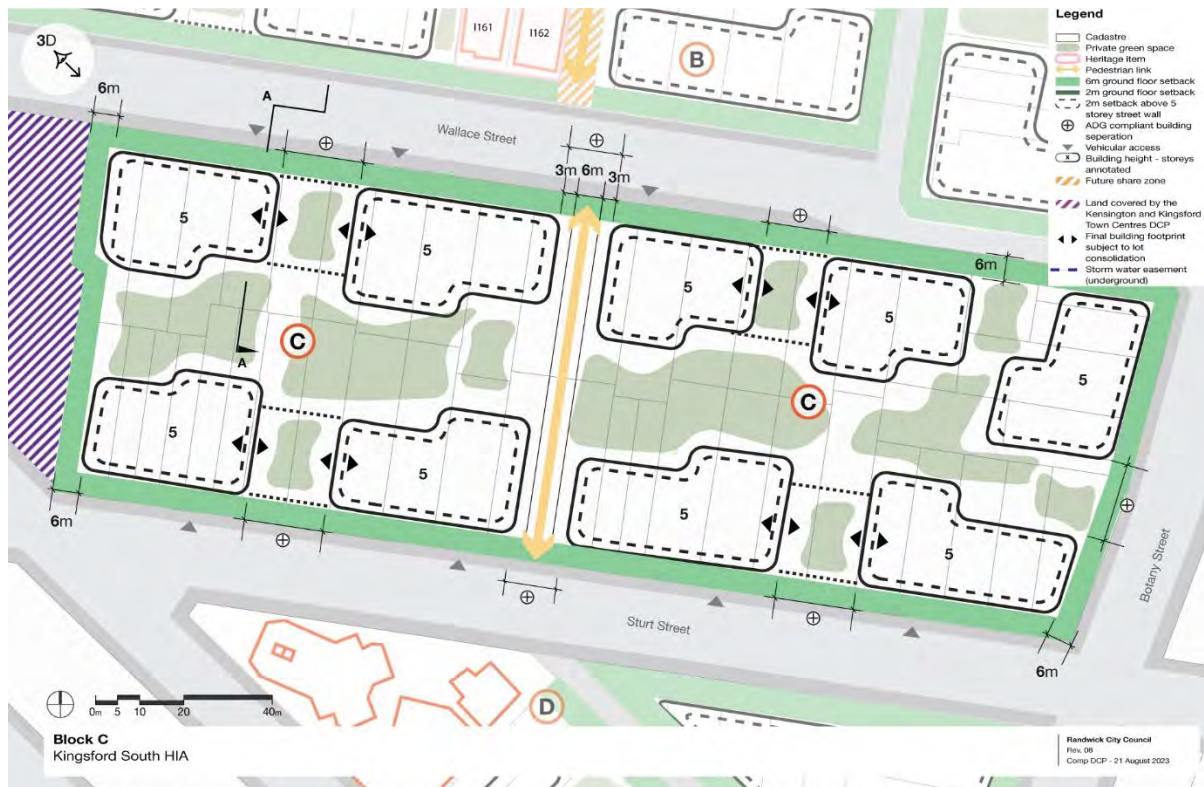 3D
I161
I162
B
Legend
Cadastre
Private green space
Heritage item
Pedestrian link
6m ground floor setback
2m ground floor setback
2m setback above 5
storey street wall
ADG compliant building
seperation
Vehicular access
x
Building height - storeys
annotated
Future share zone
Land covered by the
Kensington and Kingsford
Town Centres DCP
Final building footprint
subject to lot
consolidation
Storm water easement
(underground)
6m
A
Wallace Street
3m 6m 3m
6m
5
5
5
5
5
C
A
C
5
5
5
5
6m
Sturt Street
Botany Street
6m
D
0m 5 10 20 40m
Block C
Kingsford South HIA
Randwick City Council
Rev. 06
Comp DCP - 21 August 2023